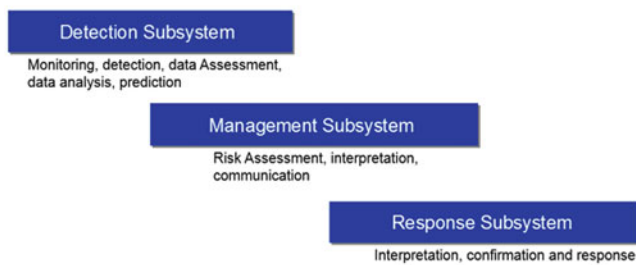 Detection Subsystem
Monitoring, detection, data Assessment,
data analysis, prediction
Management Subsystem
Risk Assessment, interpretation,
communication
Response Subsystem
Interpretation, confirmation and response